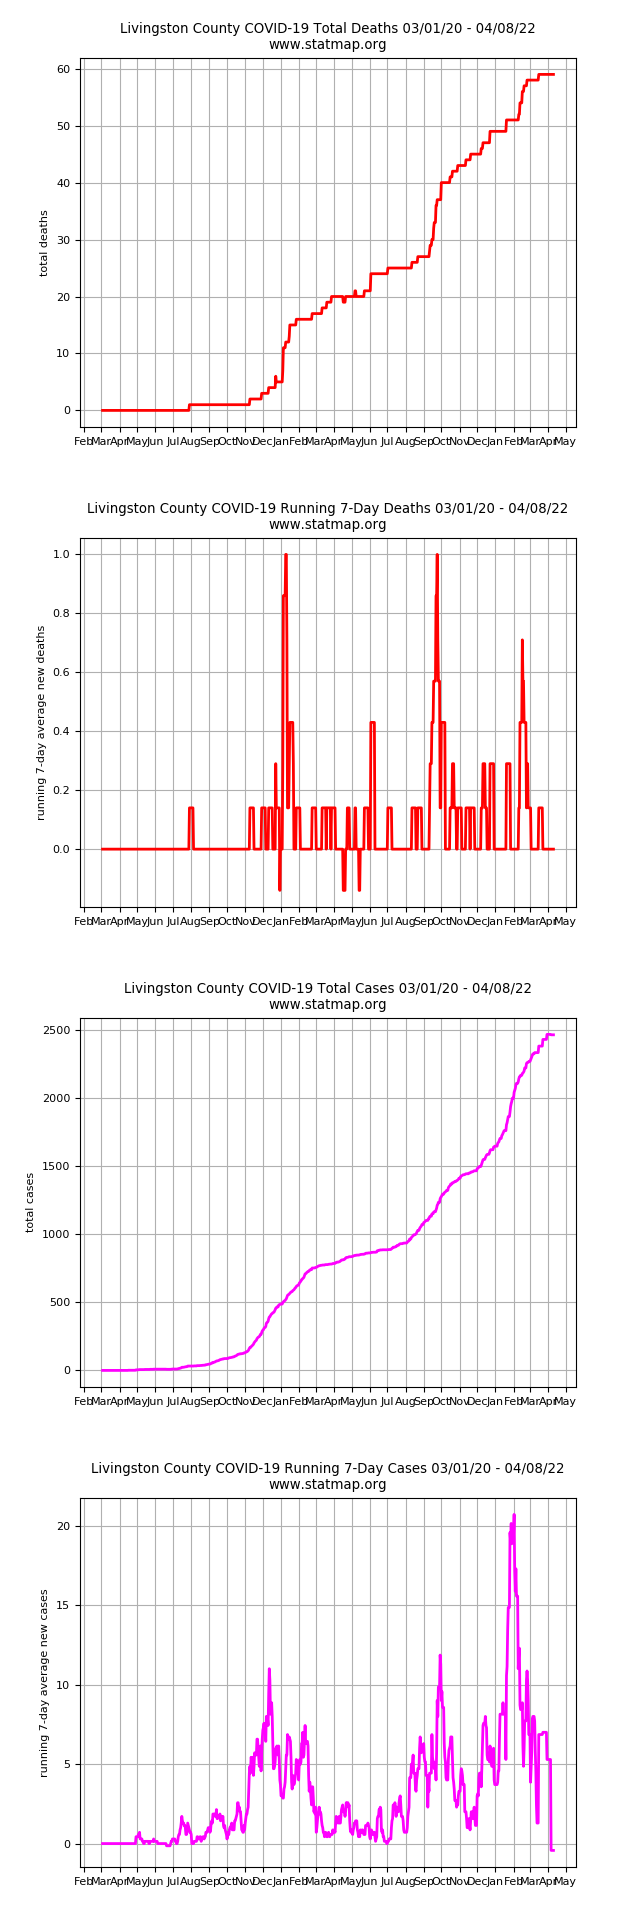 Livingston County COVID-19 Total Deaths 03/01/20 - 04/08/22
www.statmap.org
60
50
40
30
20
10
0
total deaths
Feb Mar Apr May Jun Jul Aug Sep Oct Nov Dec Jan Feb Mar Apr May Jun Jul Aug Sep Oct Nov Dec Jan Feb Mar Apr May
Livingston County COVID-19 Running 7-Day Deaths 03/01/20 - 04/08/22
www.statmap.org
1.0
0.8
0.6
0.4
0.2
0.0
running 7-day average new deaths
Feb Mar Apr May Jun Jul Aug Sep Oct Nov Dec Jan Feb Mar Apr May Jun Jul Aug Sep Oct Nov Dec Jan Feb Mar Apr May
Livingston County COVID-19 Total Cases 03/01/20 - 04/08/22
www.statmap.org
2500
2000
1500
1000
500
0
total cases
Feb Mar Apr May Jun Jul Aug Sep Oct Nov Dec Jan Feb Mar Apr May Jun Jul Aug Sep Oct Nov Dec Jan Feb Mar Apr May
Livingston County COVID-19 Running 7-Day Cases 03/01/20 - 04/08/22
www.statmap.org
20
15
10
5
0
running 7-day average new cases
Feb Mar Apr May Jun Jul Aug Sep Oct Nov Dec Jan Feb Mar Apr May Jun Jul Aug Sep Oct Nov Dec Jan Feb Mar Apr May